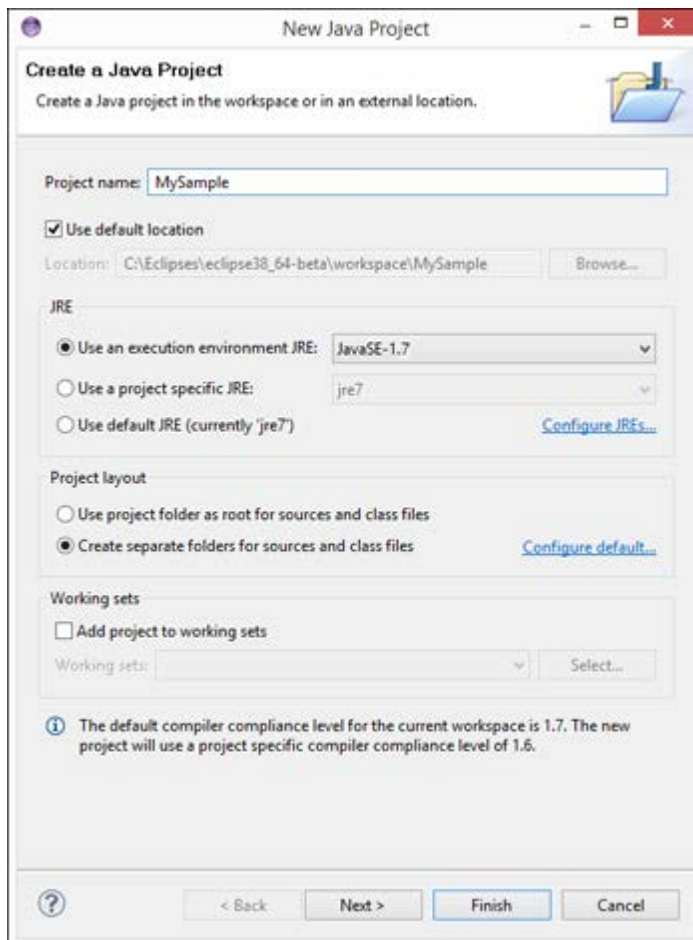 New Java Project
Create a Java Project
Create a Java project in the workspace or in an external location.
Project name: MySample
Use default location
Location: C:\Eclipses\eclipse38_64-beta\workspace\MySample Browse...
JRE
Use an execution environment JRE: JavaSE-1.7
Use a project specific JRE: jre7
Use default JRE (currently 'jre7') Configure JREs...
Project layout
Use project folder as root for sources and class files
Create separate folders for sources and class files Configure default...
Working sets
Add project to working sets
Working sets: Select...
The default compiler compliance level for the current workspace is 1.7. The new
project will use a project specific compiler compliance level of 1.6.
< Back Next > Finish Cancel